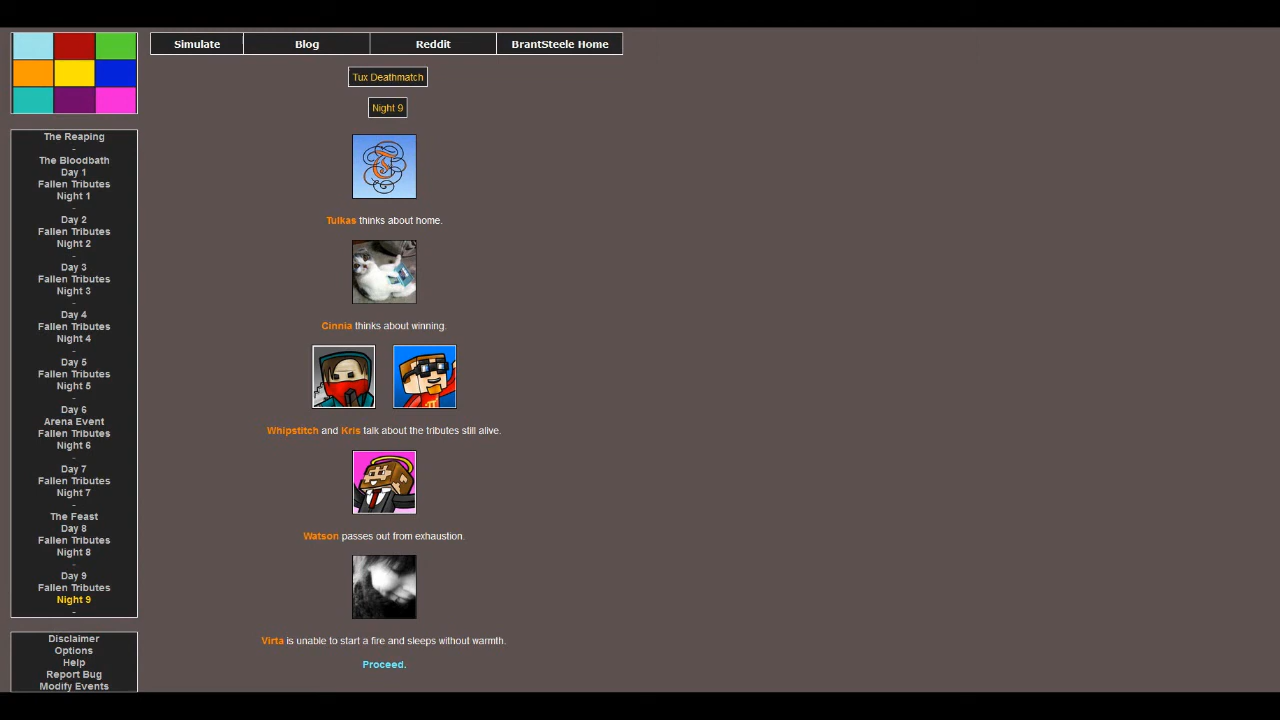 Simulate
Blog
Reddit
BrantSteele Home
The Reaping
-
The Bloodbath
Day 1
Fallen Tributes
Night 1
-
Day 2
Fallen Tributes
Night 2
-
Day 3
Fallen Tributes
Night 3
-
Day 4
Fallen Tributes
Night 4
-
Day 5
Fallen Tributes
Night 5
-
Day 6
Arena Event
Fallen Tributes
Night 6
-
Day 7
Fallen Tributes
Night 7
-
The Feast
Day 8
Fallen Tributes
Night 8
-
Day 9
Fallen Tributes
Night 9
-
Disclaimer
Options
Help
Report Bug
Modify Events
Tux Deathmatch
Night 9
Tulkas thinks about home.
Cinnia thinks about winning.
Whipstitch and Kris talk about the tributes still alive.
Watson passes out from exhaustion.
Virta is unable to start a fire and sleeps without warmth.
Proceed.